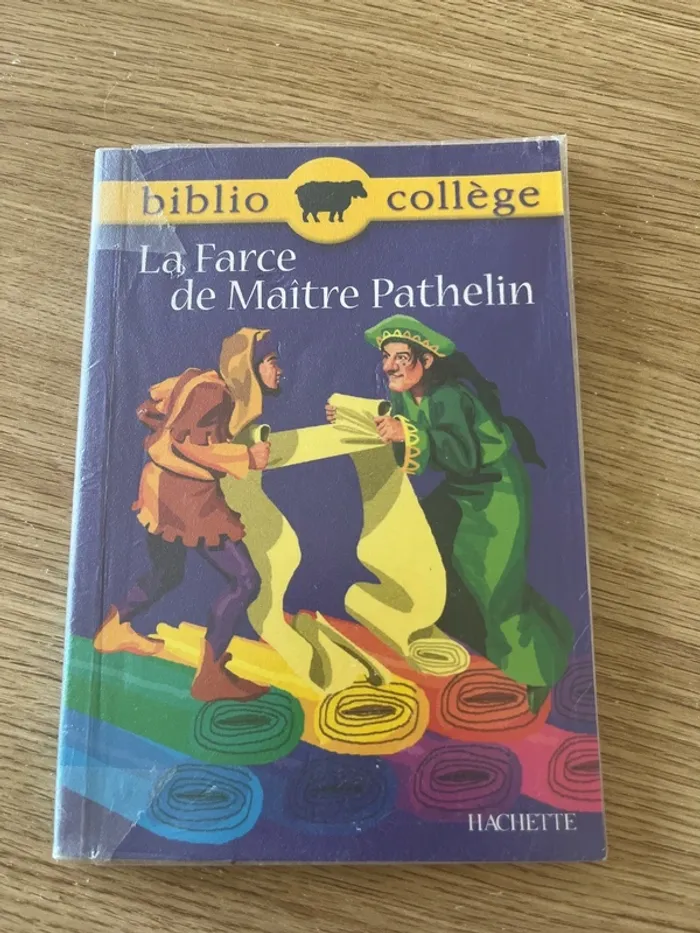 biblio collège
La Farce
de Maître Pathelin
HACHETTE